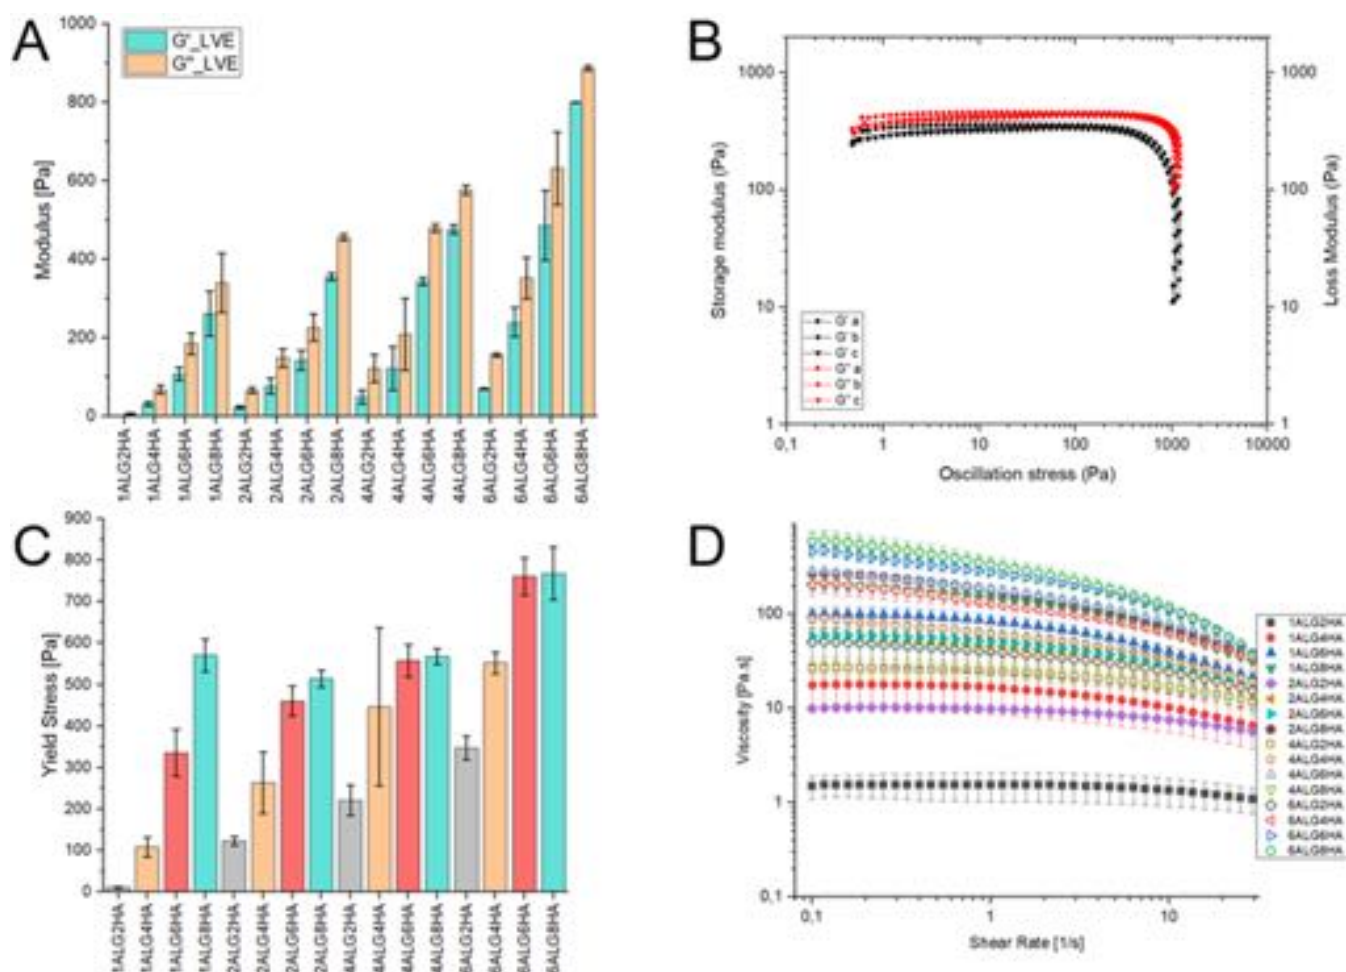 A
1000
800
600
400
200
0
Modulus [Pa]
G'_LVE
G''_LVE
1ALG2HA
1ALG4HA
1ALG6HA
1ALG8HA
2ALG2HA
2ALG4HA
2ALG6HA
2ALG8HA
4ALG2HA
4ALG4HA
4ALG6HA
4ALG8HA
6ALG2HA
6ALG4HA
6ALG6HA
6ALG8HA
B
1000
100
10
1
Storage modulus (Pa)
G' a
G' b
G' c
G'' a
G'' b
G'' c
1000
100
10
1
Loss Modulus (Pa)
0,1
1
10
100
1000
10000
Oscillation stress (Pa)
C
900
800
700
600
500
400
300
200
100
0
Yield Stress [Pa]
1ALG2HA
1ALG4HA
1ALG6HA
1ALG8HA
2ALG2HA
2ALG4HA
2ALG6HA
2ALG8HA
4ALG2HA
4ALG4HA
4ALG6HA
4ALG8HA
6ALG2HA
6ALG4HA
6ALG6HA
6ALG8HA
D
100
10
1
0,1
Viscosity [Pa.s]
0,1
1
10
Shear Rate [1/s]
1ALG2HA
1ALG4HA
1ALG6HA
1ALG8HA
2ALG2HA
2ALG4HA
2ALG6HA
2ALG8HA
4ALG2HA
4ALG4HA
4ALG6HA
4ALG8HA
6ALG2HA
6ALG4HA
6ALG6HA
6ALG8HA